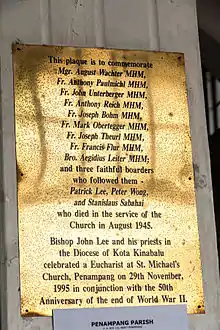 This plaque is to commemorate
Mgr. August Wachter MHM,
Fr. Anthony Paulmichl MHM,
Fr. John Unterberger MHM,
Fr. Anthony Reich MHM,
Fr. Joseph Bohm MHM,
Fr. Mark Obertegger MHM,
Fr. Joseph Theurl MHM,
Fr. Francis Flur MHM,
Bro. Aegidius Leiter MHM;
and three faithful boarders
who followed them
Patrick Lee, Peter Wong,
and Stanislaus Sabahai
who died in the service of the
Church in August 1945.
Bishop John Lee and his priests in
the Diocese of Kota Kinabalu
celebrated a Eucharist at St. Michael's
Church, Penampang on 29th November,
1995 in conjunction with the 50th
Anniversary of the end of World War II.
PENAMPANG PARISH